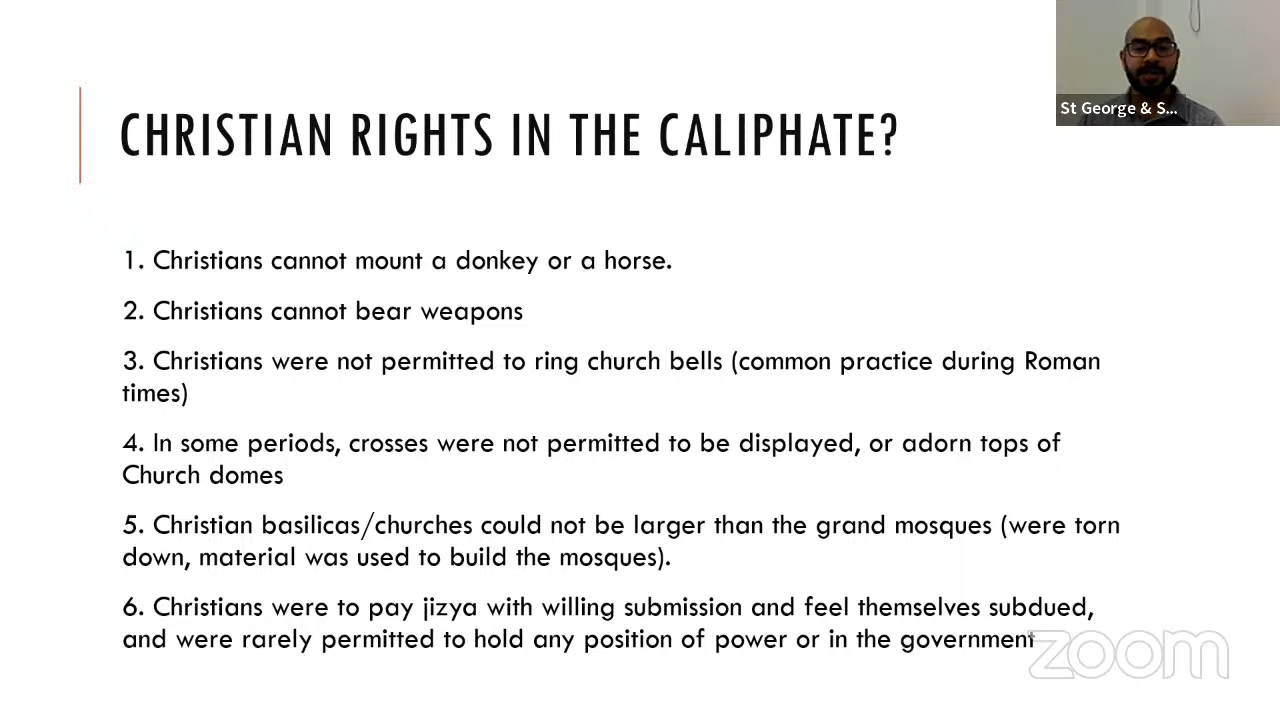 St George & S...
CHRISTIAN RIGHTS IN THE CALIPHATE?
1. Christians cannot mount a donkey or a horse.
2. Christians cannot bear weapons
3. Christians were not permitted to ring church bells (common practice during Roman
times)
4. In some periods, crosses were not permitted to be displayed, or adorn tops of
Church domes
5. Christian basilicas/churches could not be larger than the grand mosques (were torn
down, material was used to build the mosques).
6. Christians were to pay jizya with willing submission and feel themselves subdued,
and were rarely permitted to hold any position of power or in the government
zoom